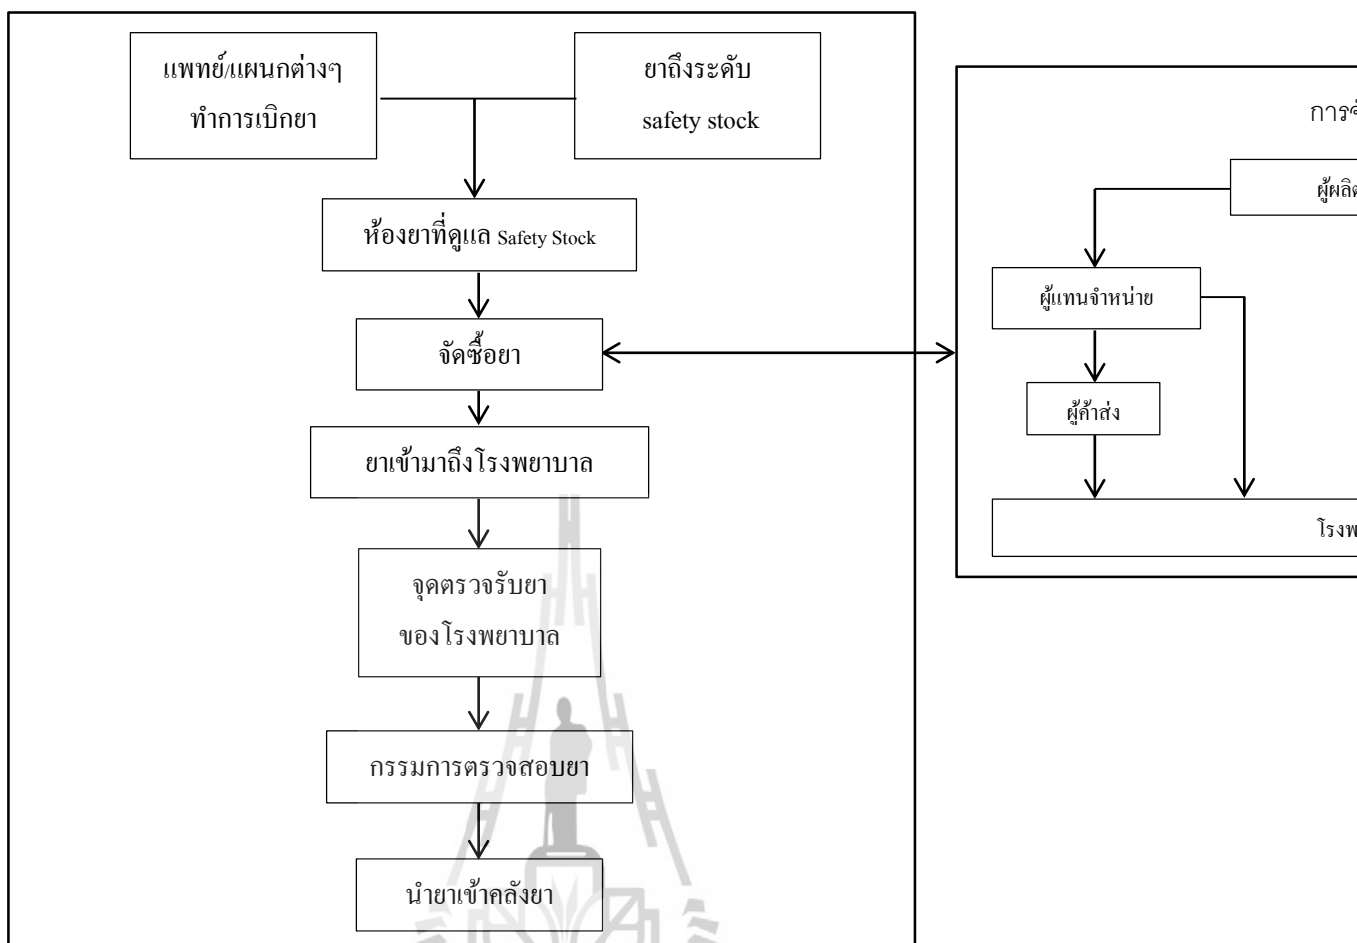 แพทย์/แผนกต่างๆ
ทำการเบิกยา
ยาถึงระดับ
safety stock
ห้องยาที่ดูแล Safety Stock
จัดซื้อยา
ยาเข้ามาถึงโรงพยาบาล
จุดตรวจรับยา
ของโรงพยาบาล
กรรมการตรวจสอบยา
นำยาเข้าคลังยา
ผู้แทนจำหน่าย
ผู้ค้าส่ง